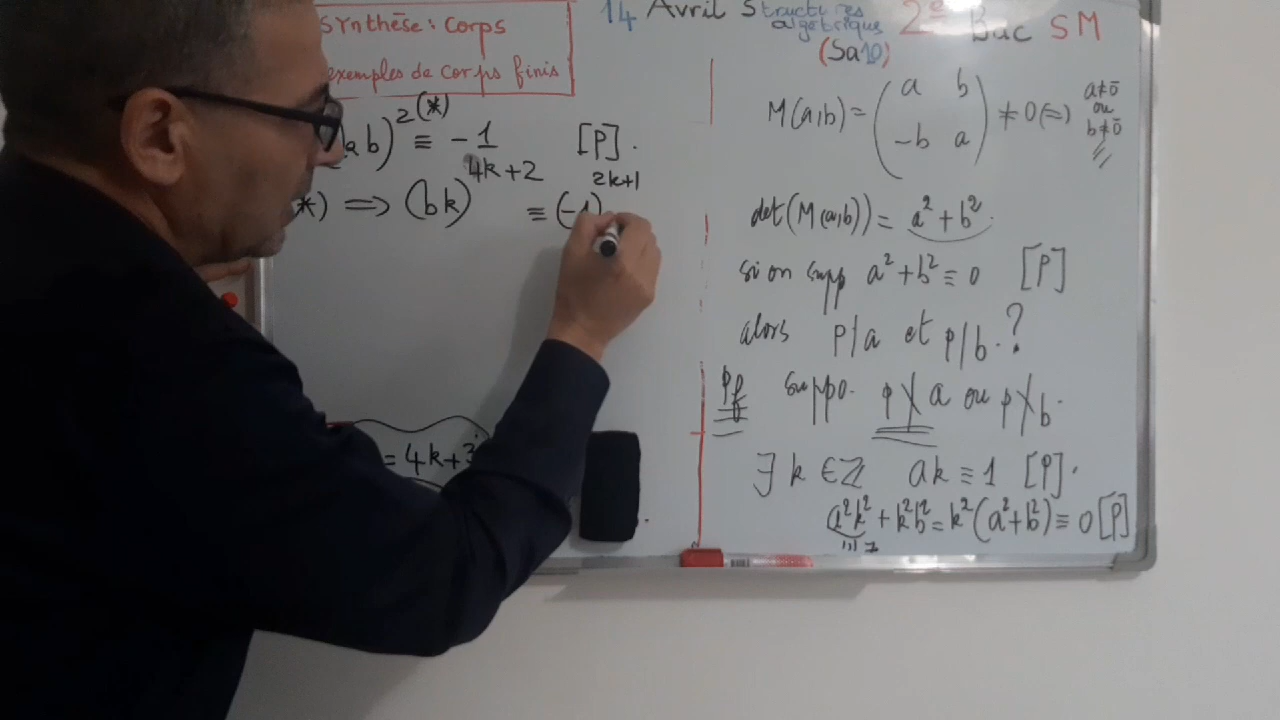 Synthèse: corps
exemples de corps finis
14 Avril Structures algébriques 2e Bac SM
(Sa10)
ab)² ≡ -1 [P]. (*)
*) ⟹ (bk)^{4k+2} ≡ (-1)^{2k+1}
= 4k+3
M(a,b) = ( a b ; -b a ) ≠ 0 ⟺ a≠0̄ ou b≠0̄
det(M(a,b)) = a² + b².
si on supp a² + b² ≡ 0 [P]
alors p/a et p/b.?
Pf suppo. p∤a ou p∤b.
∃ k ∈ ℤ ak ≡ 1 [P].
a²k² + k²b² = k²(a²+b²) ≡ 0 [P]